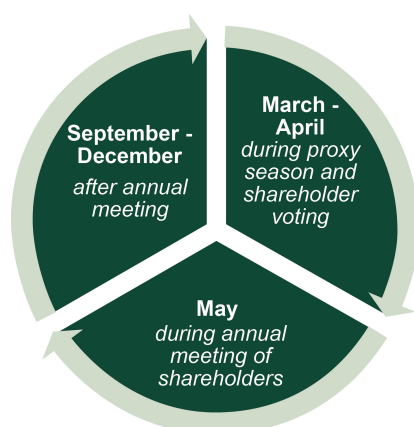 March -
April
during proxy
season and
shareholder
voting
May
during annual
meeting of
shareholders
September -
December
after annual
meeting